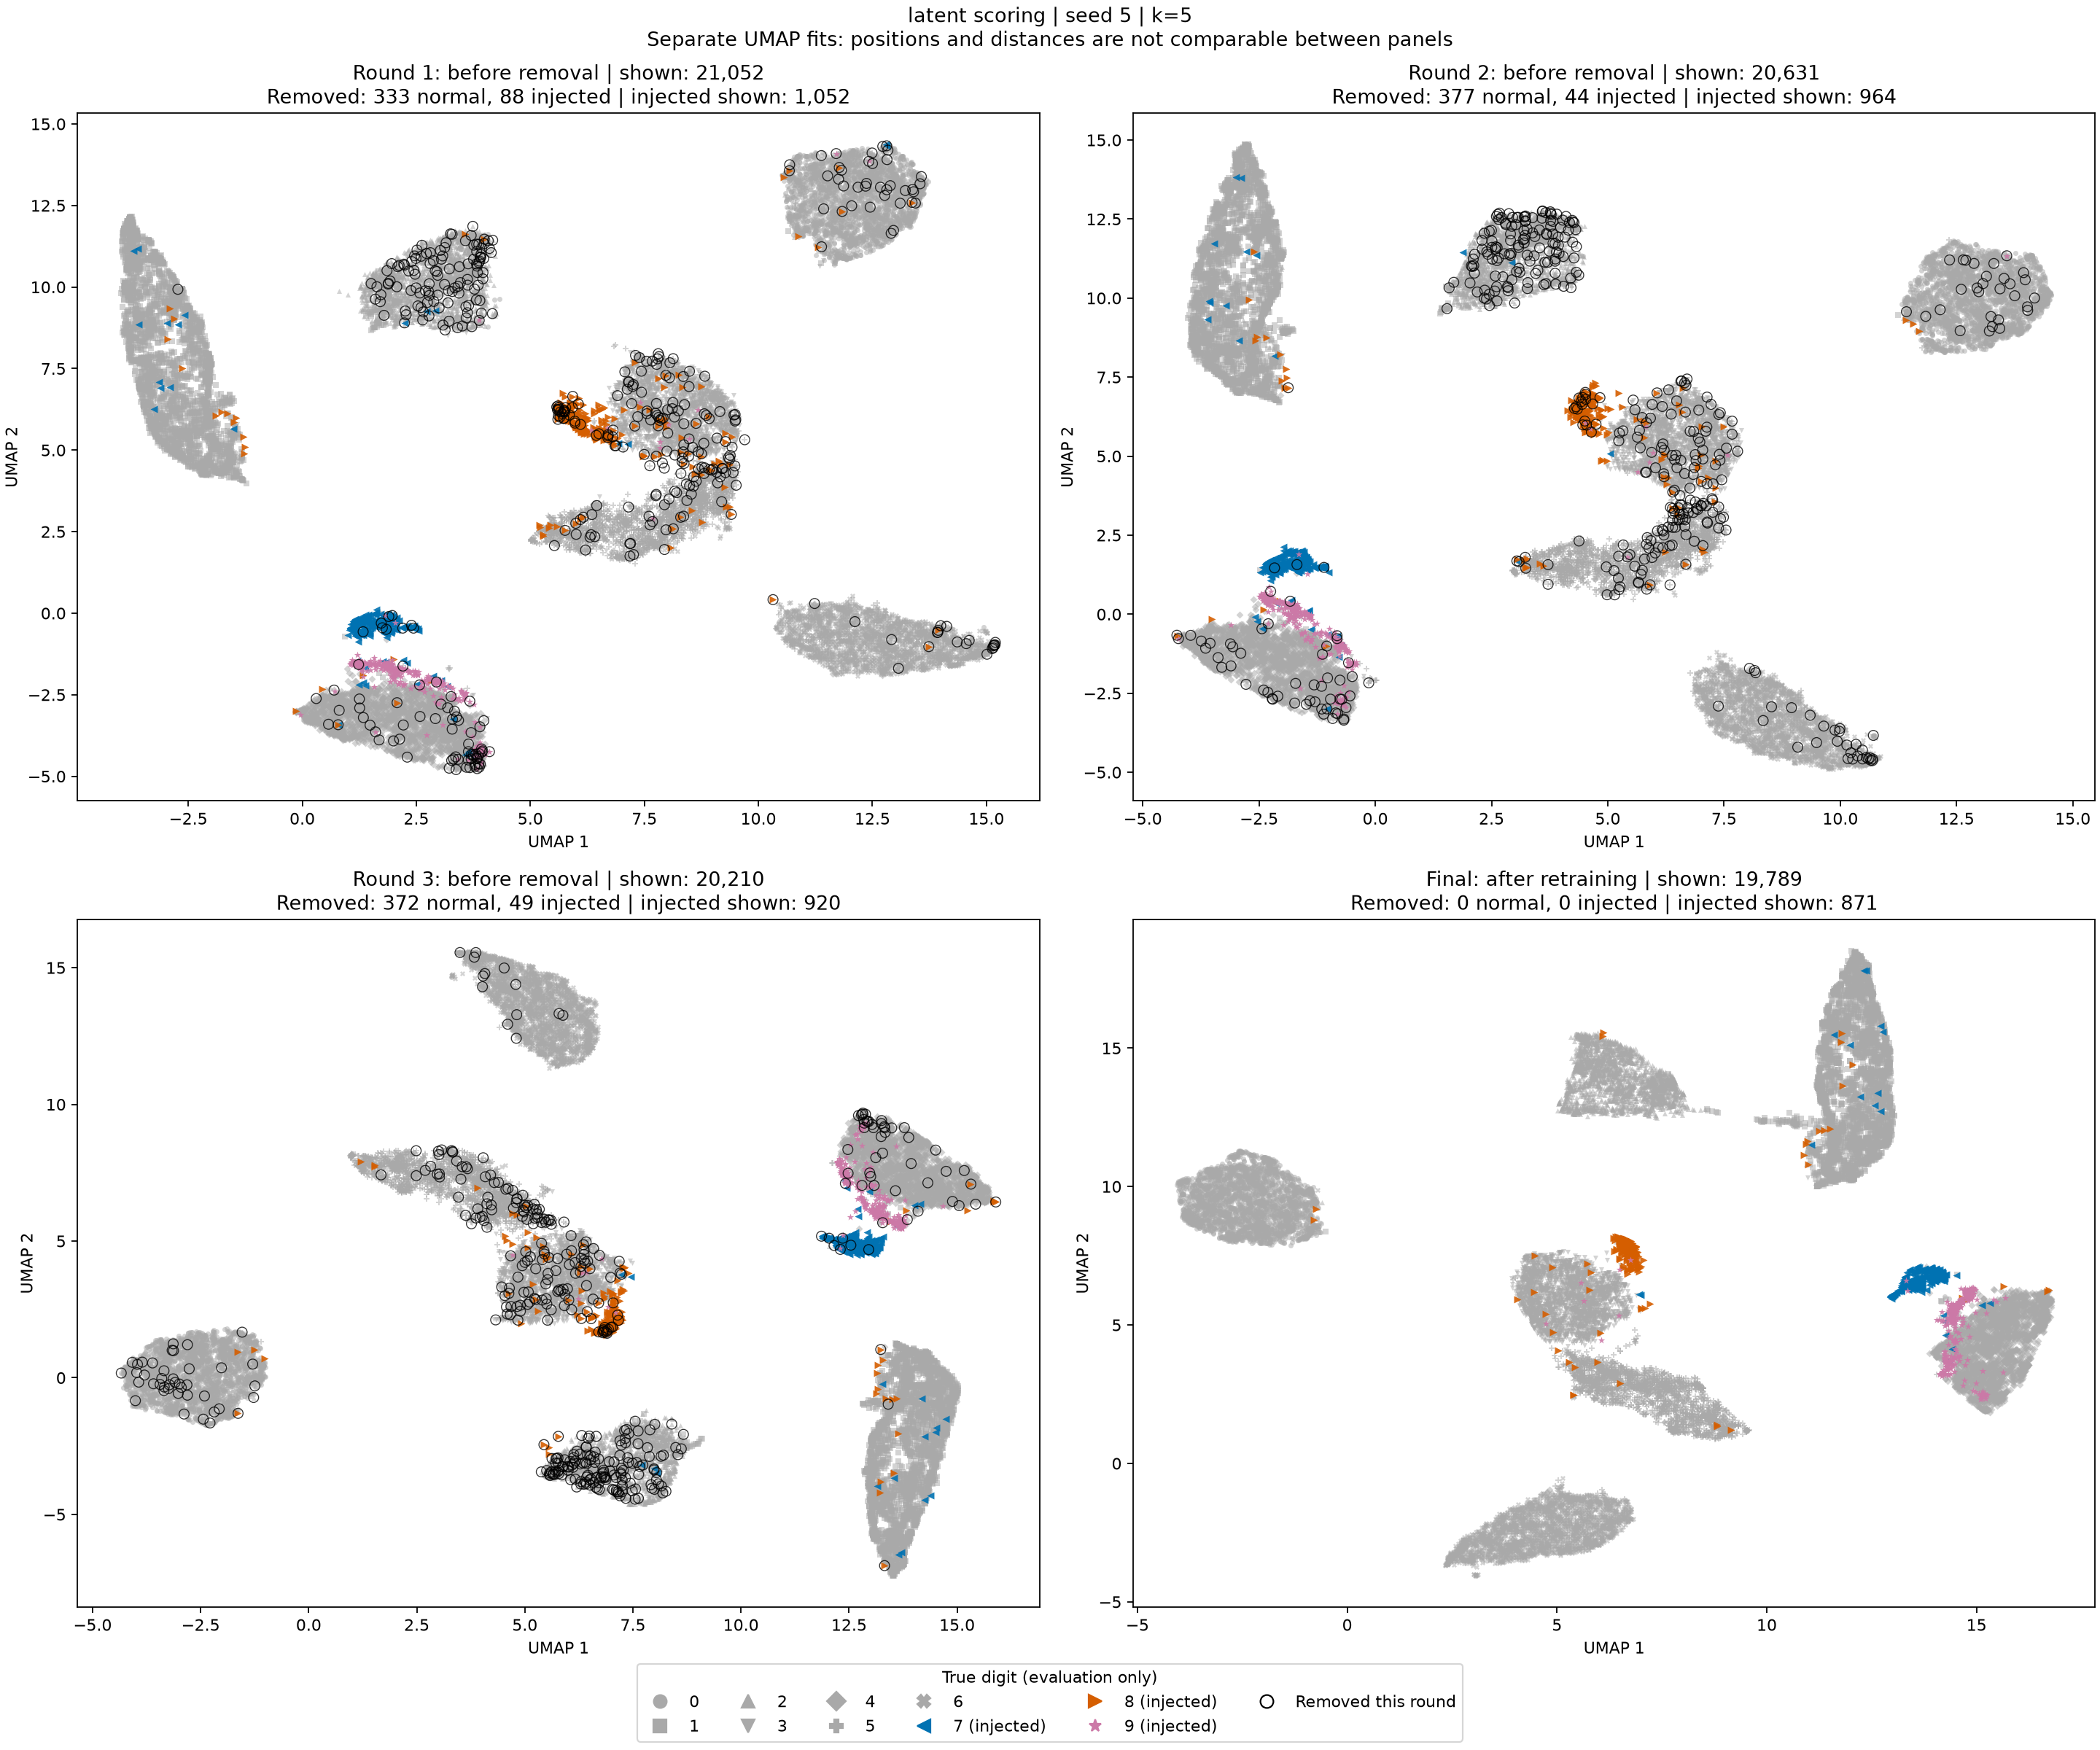 latent scoring | seed 5 | k=5
Separate UMAP fits: positions and distances are not comparable between panels
Round 1: before removal | shown: 21,052
Removed: 333 normal, 88 injected | injected shown: 1,052
15.0
12.5
10.0
7.5
5.0
2.5
0.0
−2.5
−5.0
UMAP 2
−2.5 0.0 2.5 5.0 7.5 10.0 12.5 15.0
UMAP 1
Round 2: before removal | shown: 20,631
Removed: 377 normal, 44 injected | injected shown: 964
15.0
12.5
10.0
7.5
5.0
2.5
0.0
−2.5
−5.0
UMAP 2
−5.0 −2.5 0.0 2.5 5.0 7.5 10.0 12.5 15.0
UMAP 1
Round 3: before removal | shown: 20,210
Removed: 372 normal, 49 injected | injected shown: 920
15
10
5
0
−5
UMAP 2
−5.0 −2.5 0.0 2.5 5.0 7.5 10.0 12.5 15.0
UMAP 1
Final: after retraining | shown: 19,789
Removed: 0 normal, 0 injected | injected shown: 871
15
10
5
0
−5
UMAP 2
−5 0 5 10 15
UMAP 1
True digit (evaluation only)
0 2 4 6 8 (injected) Removed this round
1 3 5 7 (injected) 9 (injected)